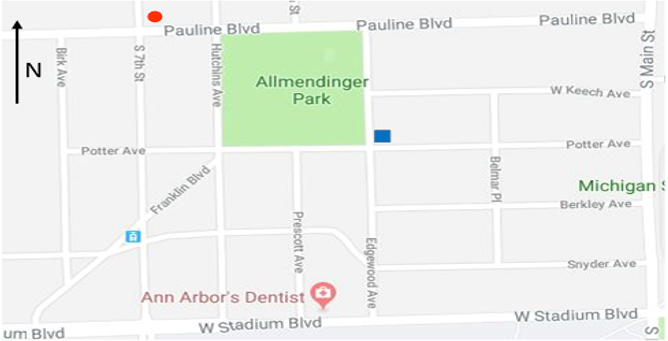 St
Pauline Blvd
Pauline Blvd
Pauline Blvd
N
Birk Ave
S 7th St
Hutchins Ave
S Main St
Allmendinger
Park
W Keech Ave
Potter Ave
Potter Ave
Franklin Blvd
Belmar Pl
Michigan S
Berkley Ave
Prescott Ave
Edgewood Ave
Snyder Ave
Ann Arbor's Dentist
W Stadium Blvd
W Stadium Blvd
um Blvd
S